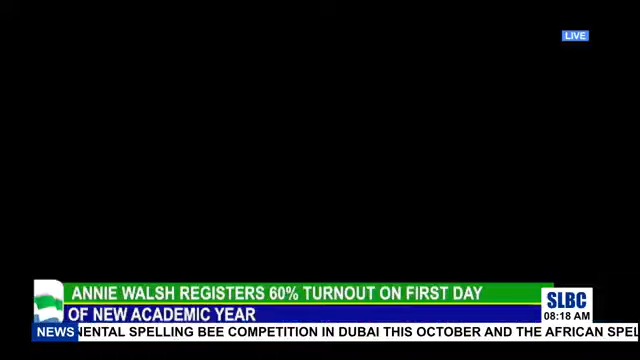 LIVE
ANNIE WALSH REGISTERS 60% TURNOUT ON FIRST DAY
OF NEW ACADEMIC YEAR
SLBC
08:18 AM
NEWS
NENTAL SPELLING BEE COMPETITION IN DUBAI THIS OCTOBER AND THE AFRICAN SPEL